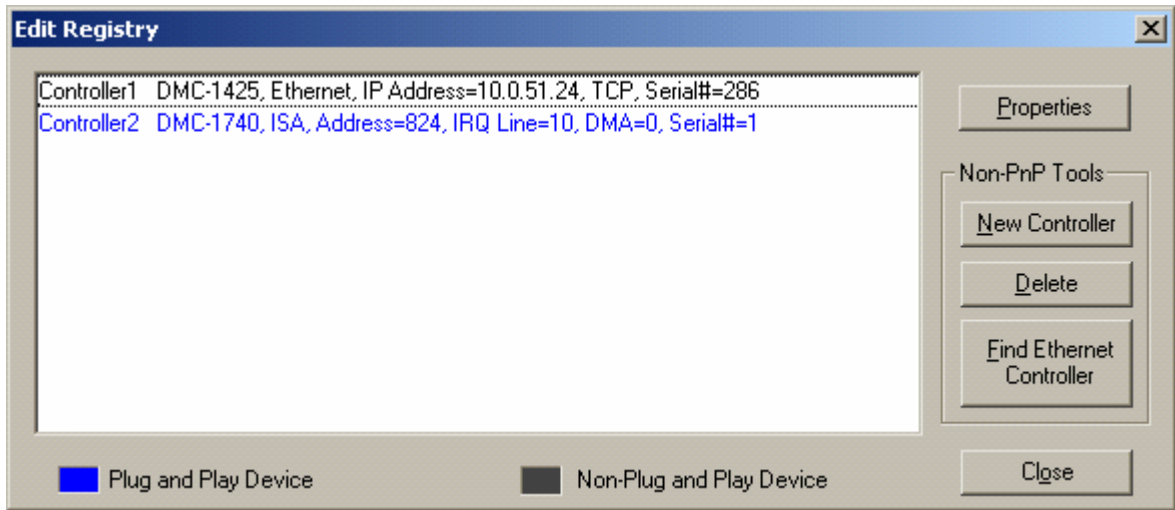 Edit Registry
Controller1 DMC-1425, Ethernet, IP Address=10.0.51.24, TCP, Serial#=286
Controller2 DMC-1740, ISA, Address=824, IRQ Line=10, DMA=0, Serial#=1
Properties
Non-PnP Tools
New Controller
Delete
Find Ethernet
Controller
Plug and Play Device
Non-Plug and Play Device
Close